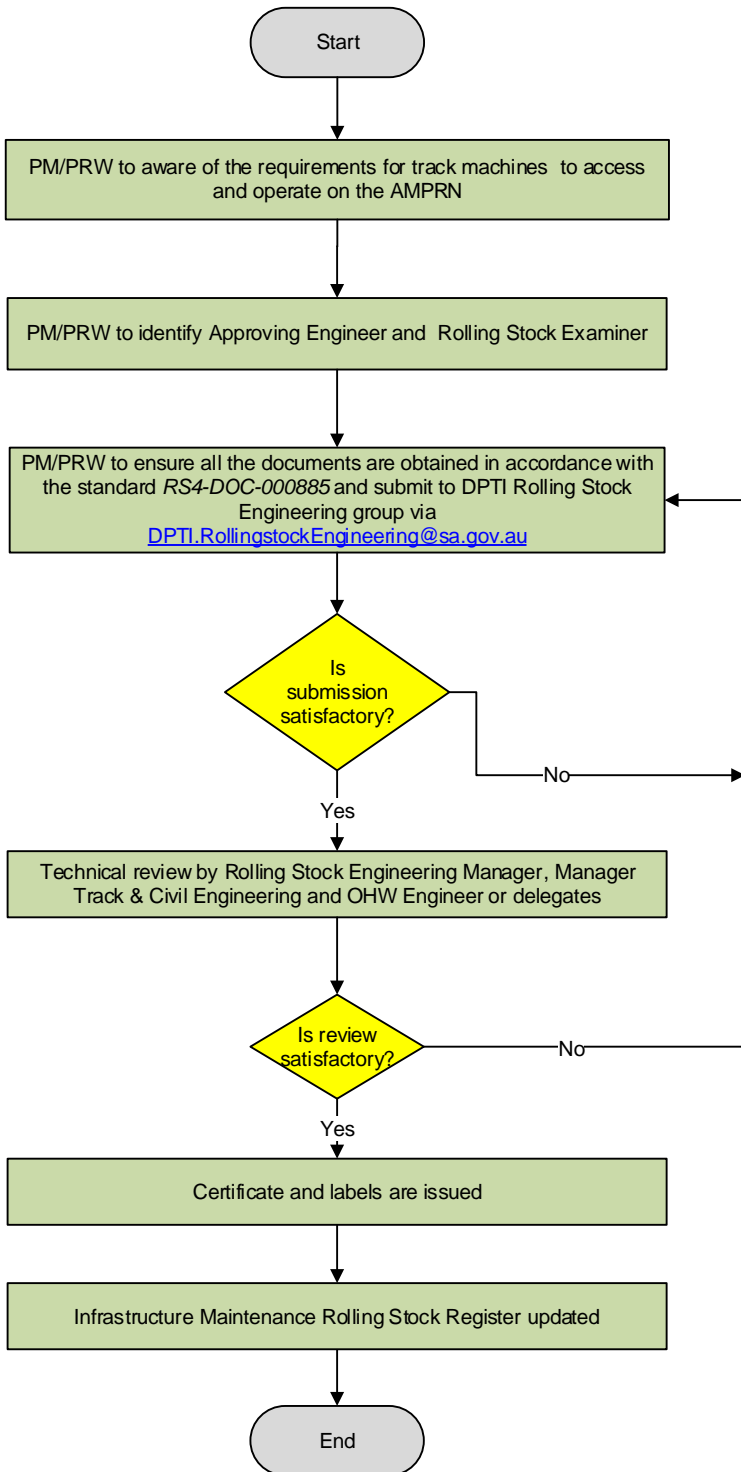 Start
PM/PRW to aware of the requirements for track machines to access
and operate on the AMPRN
PM/PRW to identify Approving Engineer and Rolling Stock Examiner
PM/PRW to ensure all the documents are obtained in accordance with
the standard RS4-DOC-000885 and submit to DPTI Rolling Stock
Engineering group via
DPTI.RollingstockEngineering@sa.gov.au
Is
submission
satisfactory?
No
Yes
Technical review by Rolling Stock Engineering Manager, Manager
Track & Civil Engineering and OHW Engineer or delegates
Is review
satisfactory?
No
Yes
Certificate and labels are issued
Infrastructure Maintenance Rolling Stock Register updated
End